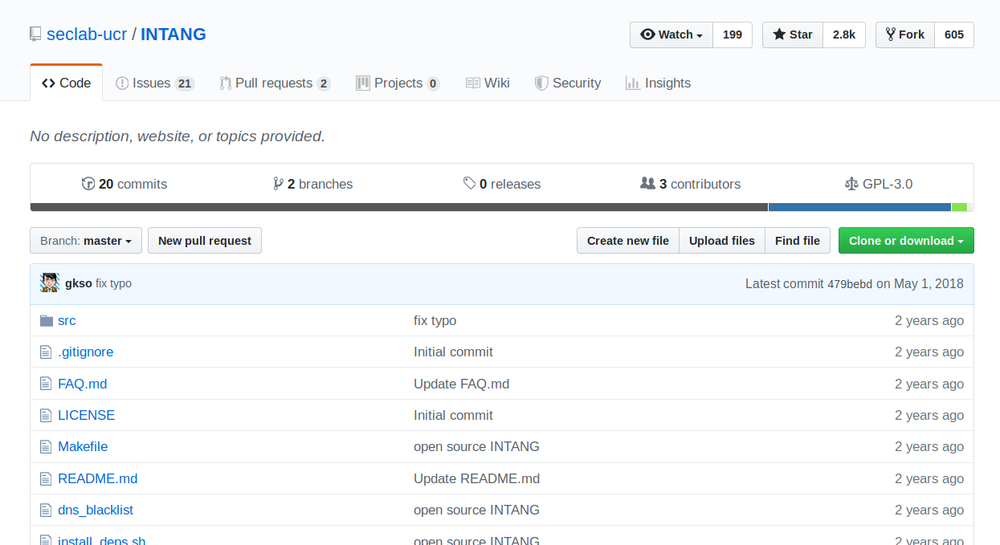 seclab-ucr / INTANG
Watch 199 Star 2.8k Fork 605
Code Issues 21 Pull requests 2 Projects 0 Wiki Security Insights
No description, website, or topics provided.
20 commits 2 branches 0 releases 3 contributors GPL-3.0
Branch: master New pull request Create new file Upload files Find file Clone or download
gkso fix typo Latest commit 479bebd on May 1, 2018
src fix typo 2 years ago
.gitignore Initial commit 2 years ago
FAQ.md Update FAQ.md 2 years ago
LICENSE Initial commit 2 years ago
Makefile open source INTANG 2 years ago
README.md Update README.md 2 years ago
dns_blacklist open source INTANG 2 years ago
install_deps.sh open source INTANG 2 years ago